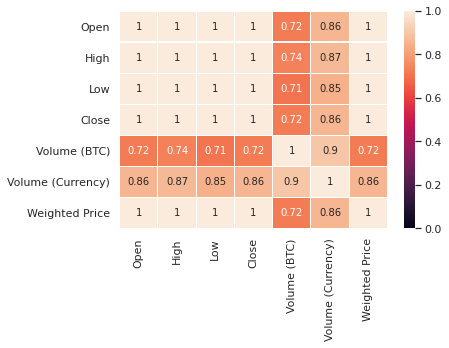 Open 1 1 1 1 0.72 0.86 1
High 1 1 1 1 0.74 0.87 1
Low 1 1 1 1 0.71 0.85 1
Close 1 1 1 1 0.72 0.86 1
Volume (BTC) 0.72 0.74 0.71 0.72 1 0.9 0.72
Volume (Currency) 0.86 0.87 0.85 0.86 0.9 1 0.86
Weighted Price 1 1 1 1 0.72 0.86 1
Open
High
Low
Close
Volume (BTC)
Volume (Currency)
Weighted Price
1.0
0.8
0.6
0.4
0.2
0.0